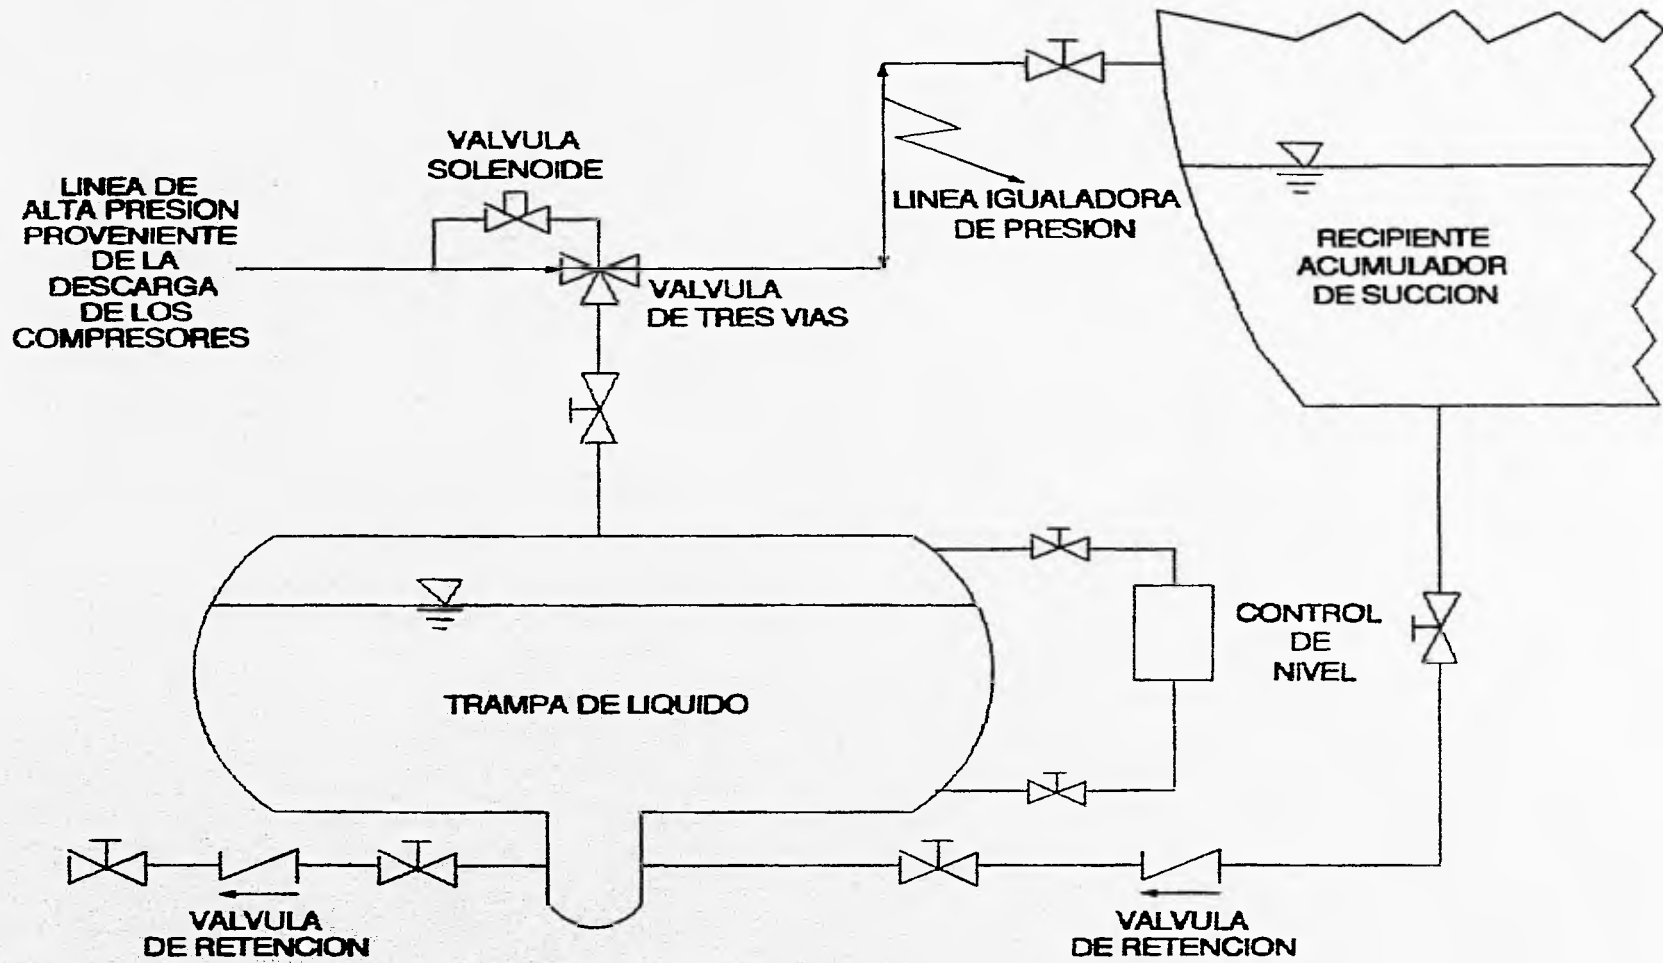 VALVULA
SOLENOIDE
LINEA DE
ALTA PRESION
PROVENIENTE
DE LA
DESCARGA
DE LOS
COMPRESORES
LINEA IGUALADORA
DE PRESION
RECIPIENTE
ACUMULADOR
DE SUCCION
VALVULA
DE TRES VIAS
CONTROL
DE
NIVEL
TRAMPA DE LIQUIDO
VALVULA
DE RETENCION
VALVULA
DE RETENCION